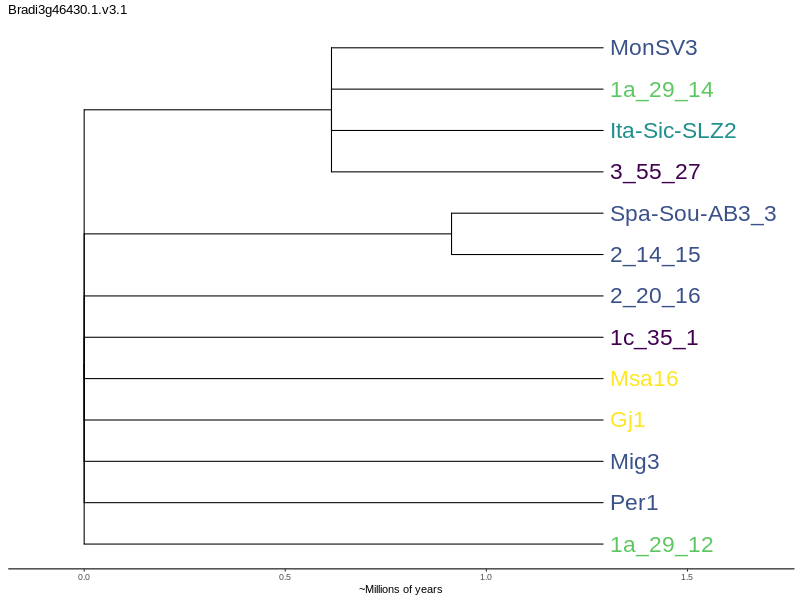 Bradi3g46430.1.v3.1
MonSV3
1a_29_14
Ita-Sic-SLZ2
3_55_27
Spa-Sou-AB3_3
2_14_15
2_20_16
1c_35_1
Msa16
Gj1
Mig3
Per1
1a_29_12
0.0 0.5 1.0 1.5
~Millions of years